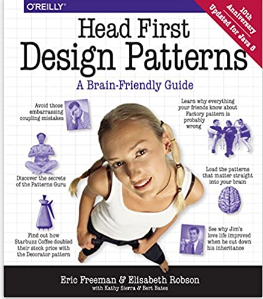 O'REILLY®
10th
Anniversary
Updated for Java 8
Head First
Design Patterns
A Brain-Friendly Guide
Avoid those
embarrassing
coupling mistakes
Learn why everything
your friends know about
Factory pattern is
probably
wrong
Discover the secrets
of the Patterns Guru
Load the patterns
that matter straight
into your brain
Find out how
Starbuzz Coffee doubled
their stock price with
the Decorator pattern
See why Jim's
love life improved
when he cut down
his inheritance
Eric Freeman & Elisabeth Robson
with Kathy Sierra & Bert Bates